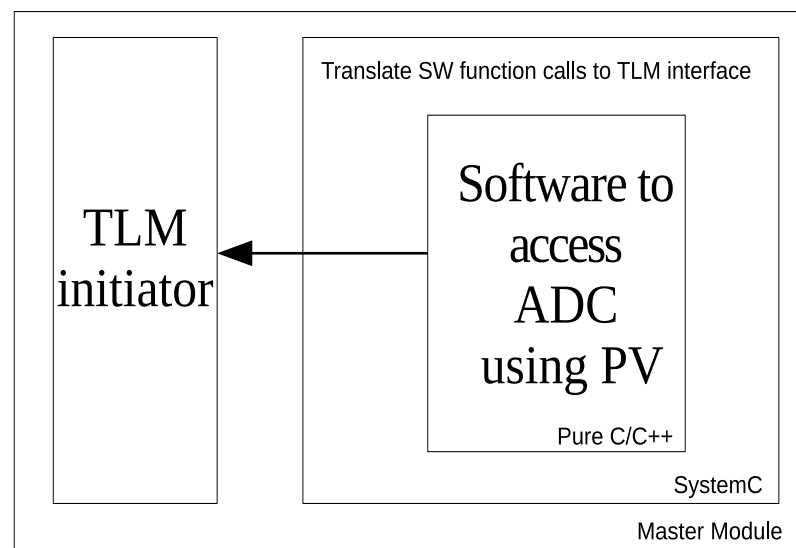 Translate SW function calls to TLM interface
TLM
initiator
Software to
access
ADC
using PV
Pure C/C++
SystemC
Master Module